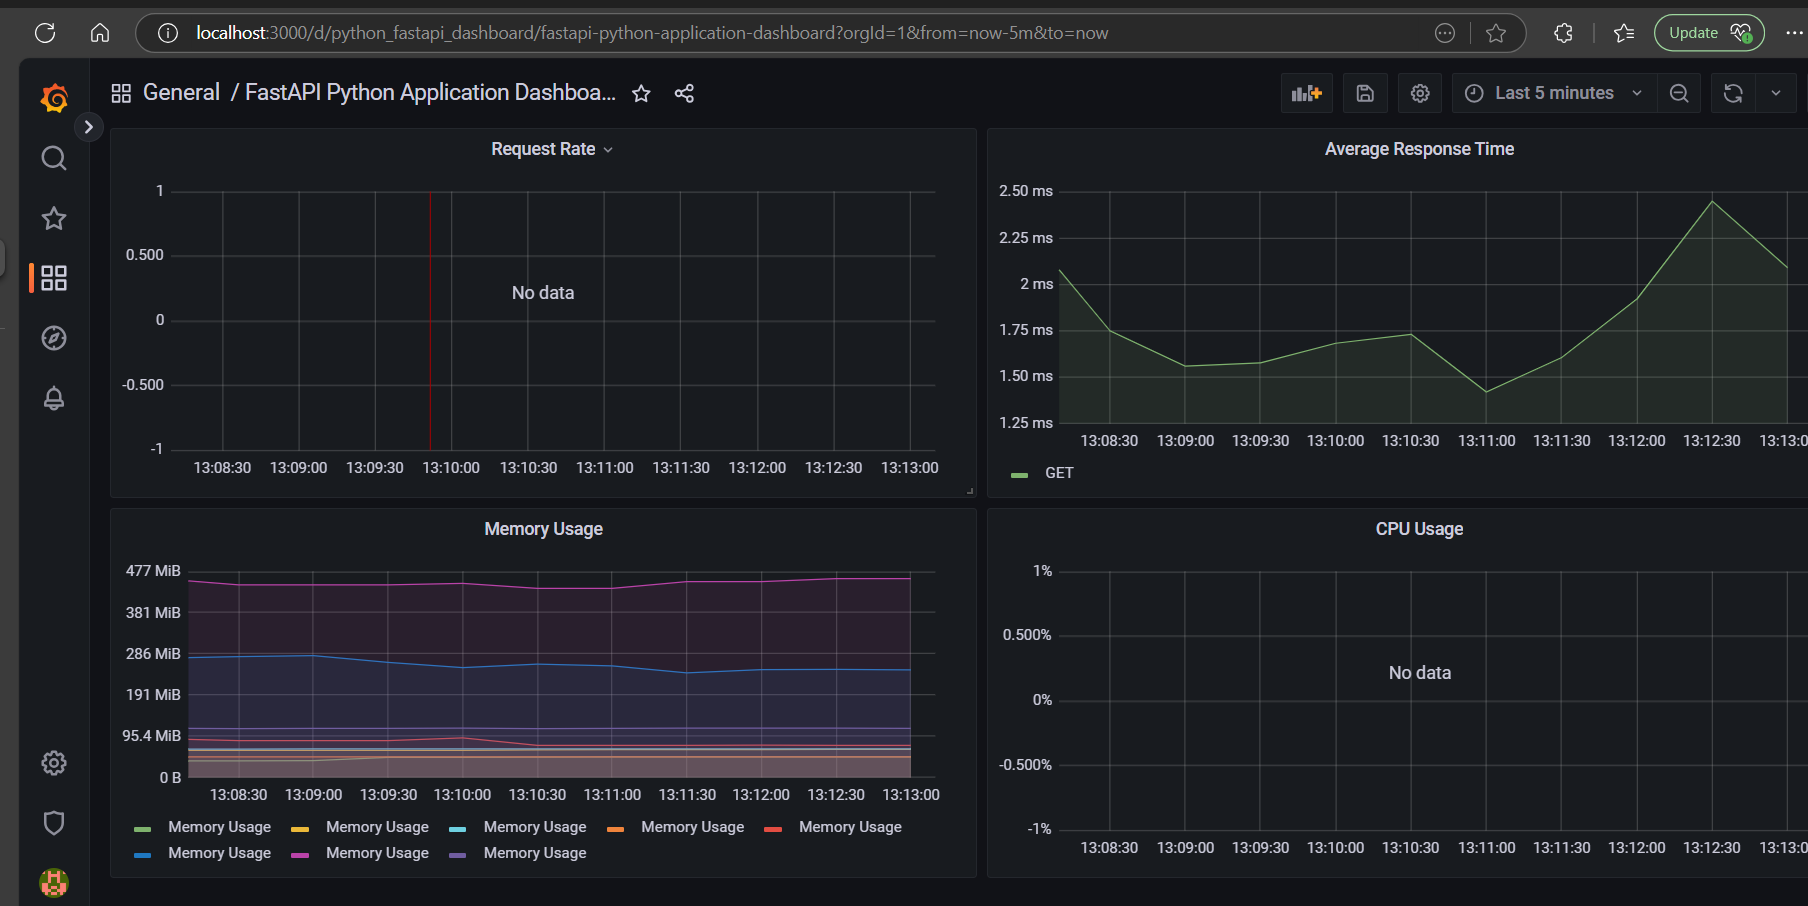 localhost:3000/d/python_fastapi_dashboard/fastapi-python-application-dashboard?orgId=1&from=now-5m&to=now
Update
General / FastAPI Python Application Dashboa...
Last 5 minutes
Request Rate
1
0.500
0
-0.500
-1
No data
13:08:30 13:09:00 13:09:30 13:10:00 13:10:30 13:11:00 13:11:30 13:12:00 13:12:30 13:13:00
Average Response Time
2.50 ms
2.25 ms
2 ms
1.75 ms
1.50 ms
1.25 ms
13:08:30 13:09:00 13:09:30 13:10:00 13:10:30 13:11:00 13:11:30 13:12:00 13:12:30 13:13:0
GET
Memory Usage
477 MiB
381 MiB
286 MiB
191 MiB
95.4 MiB
0 B
13:08:30 13:09:00 13:09:30 13:10:00 13:10:30 13:11:00 13:11:30 13:12:00 13:12:30 13:13:00
Memory Usage Memory Usage Memory Usage Memory Usage Memory Usage
Memory Usage Memory Usage Memory Usage
CPU Usage
1%
0.500%
0%
-0.500%
-1%
No data
13:08:30 13:09:00 13:09:30 13:10:00 13:10:30 13:11:00 13:11:30 13:12:00 13:12:30 13:13:0